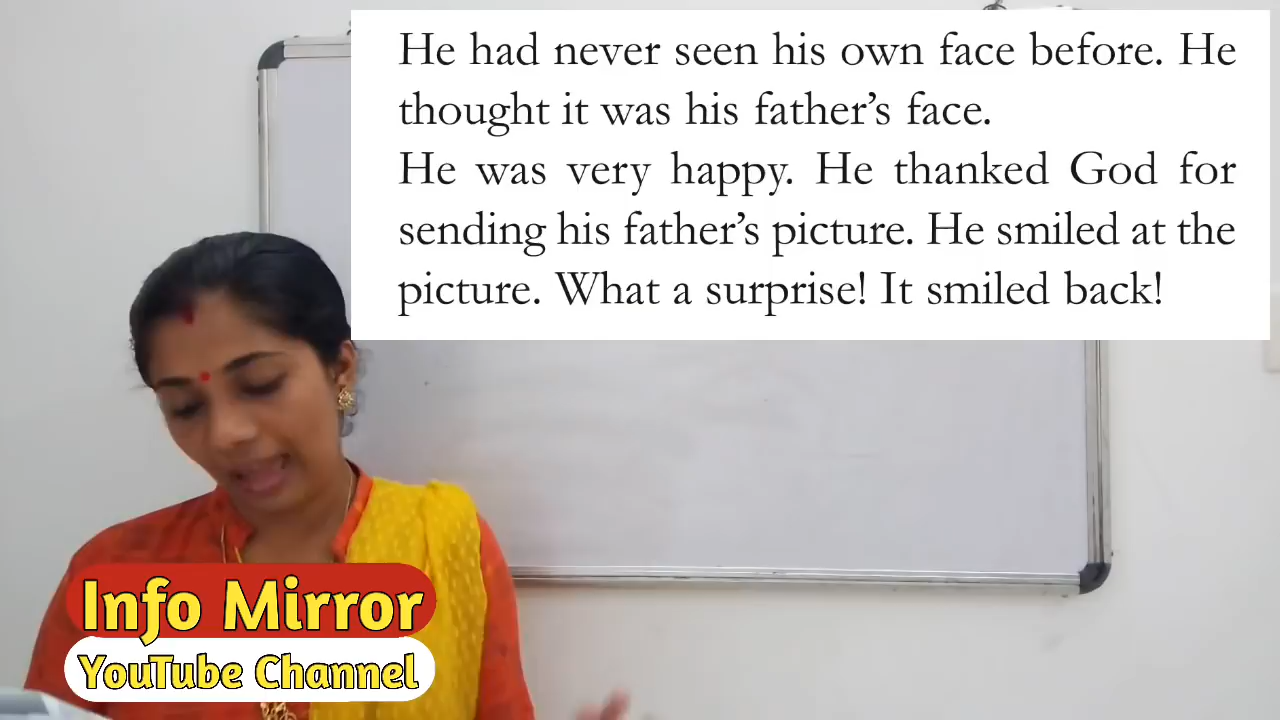 He had never seen his own face before. He
thought it was his father's face.
He was very happy. He thanked God for
sending his father's picture. He smiled at the
picture. What a surprise! It smiled back!
Info Mirror
YouTube Channel